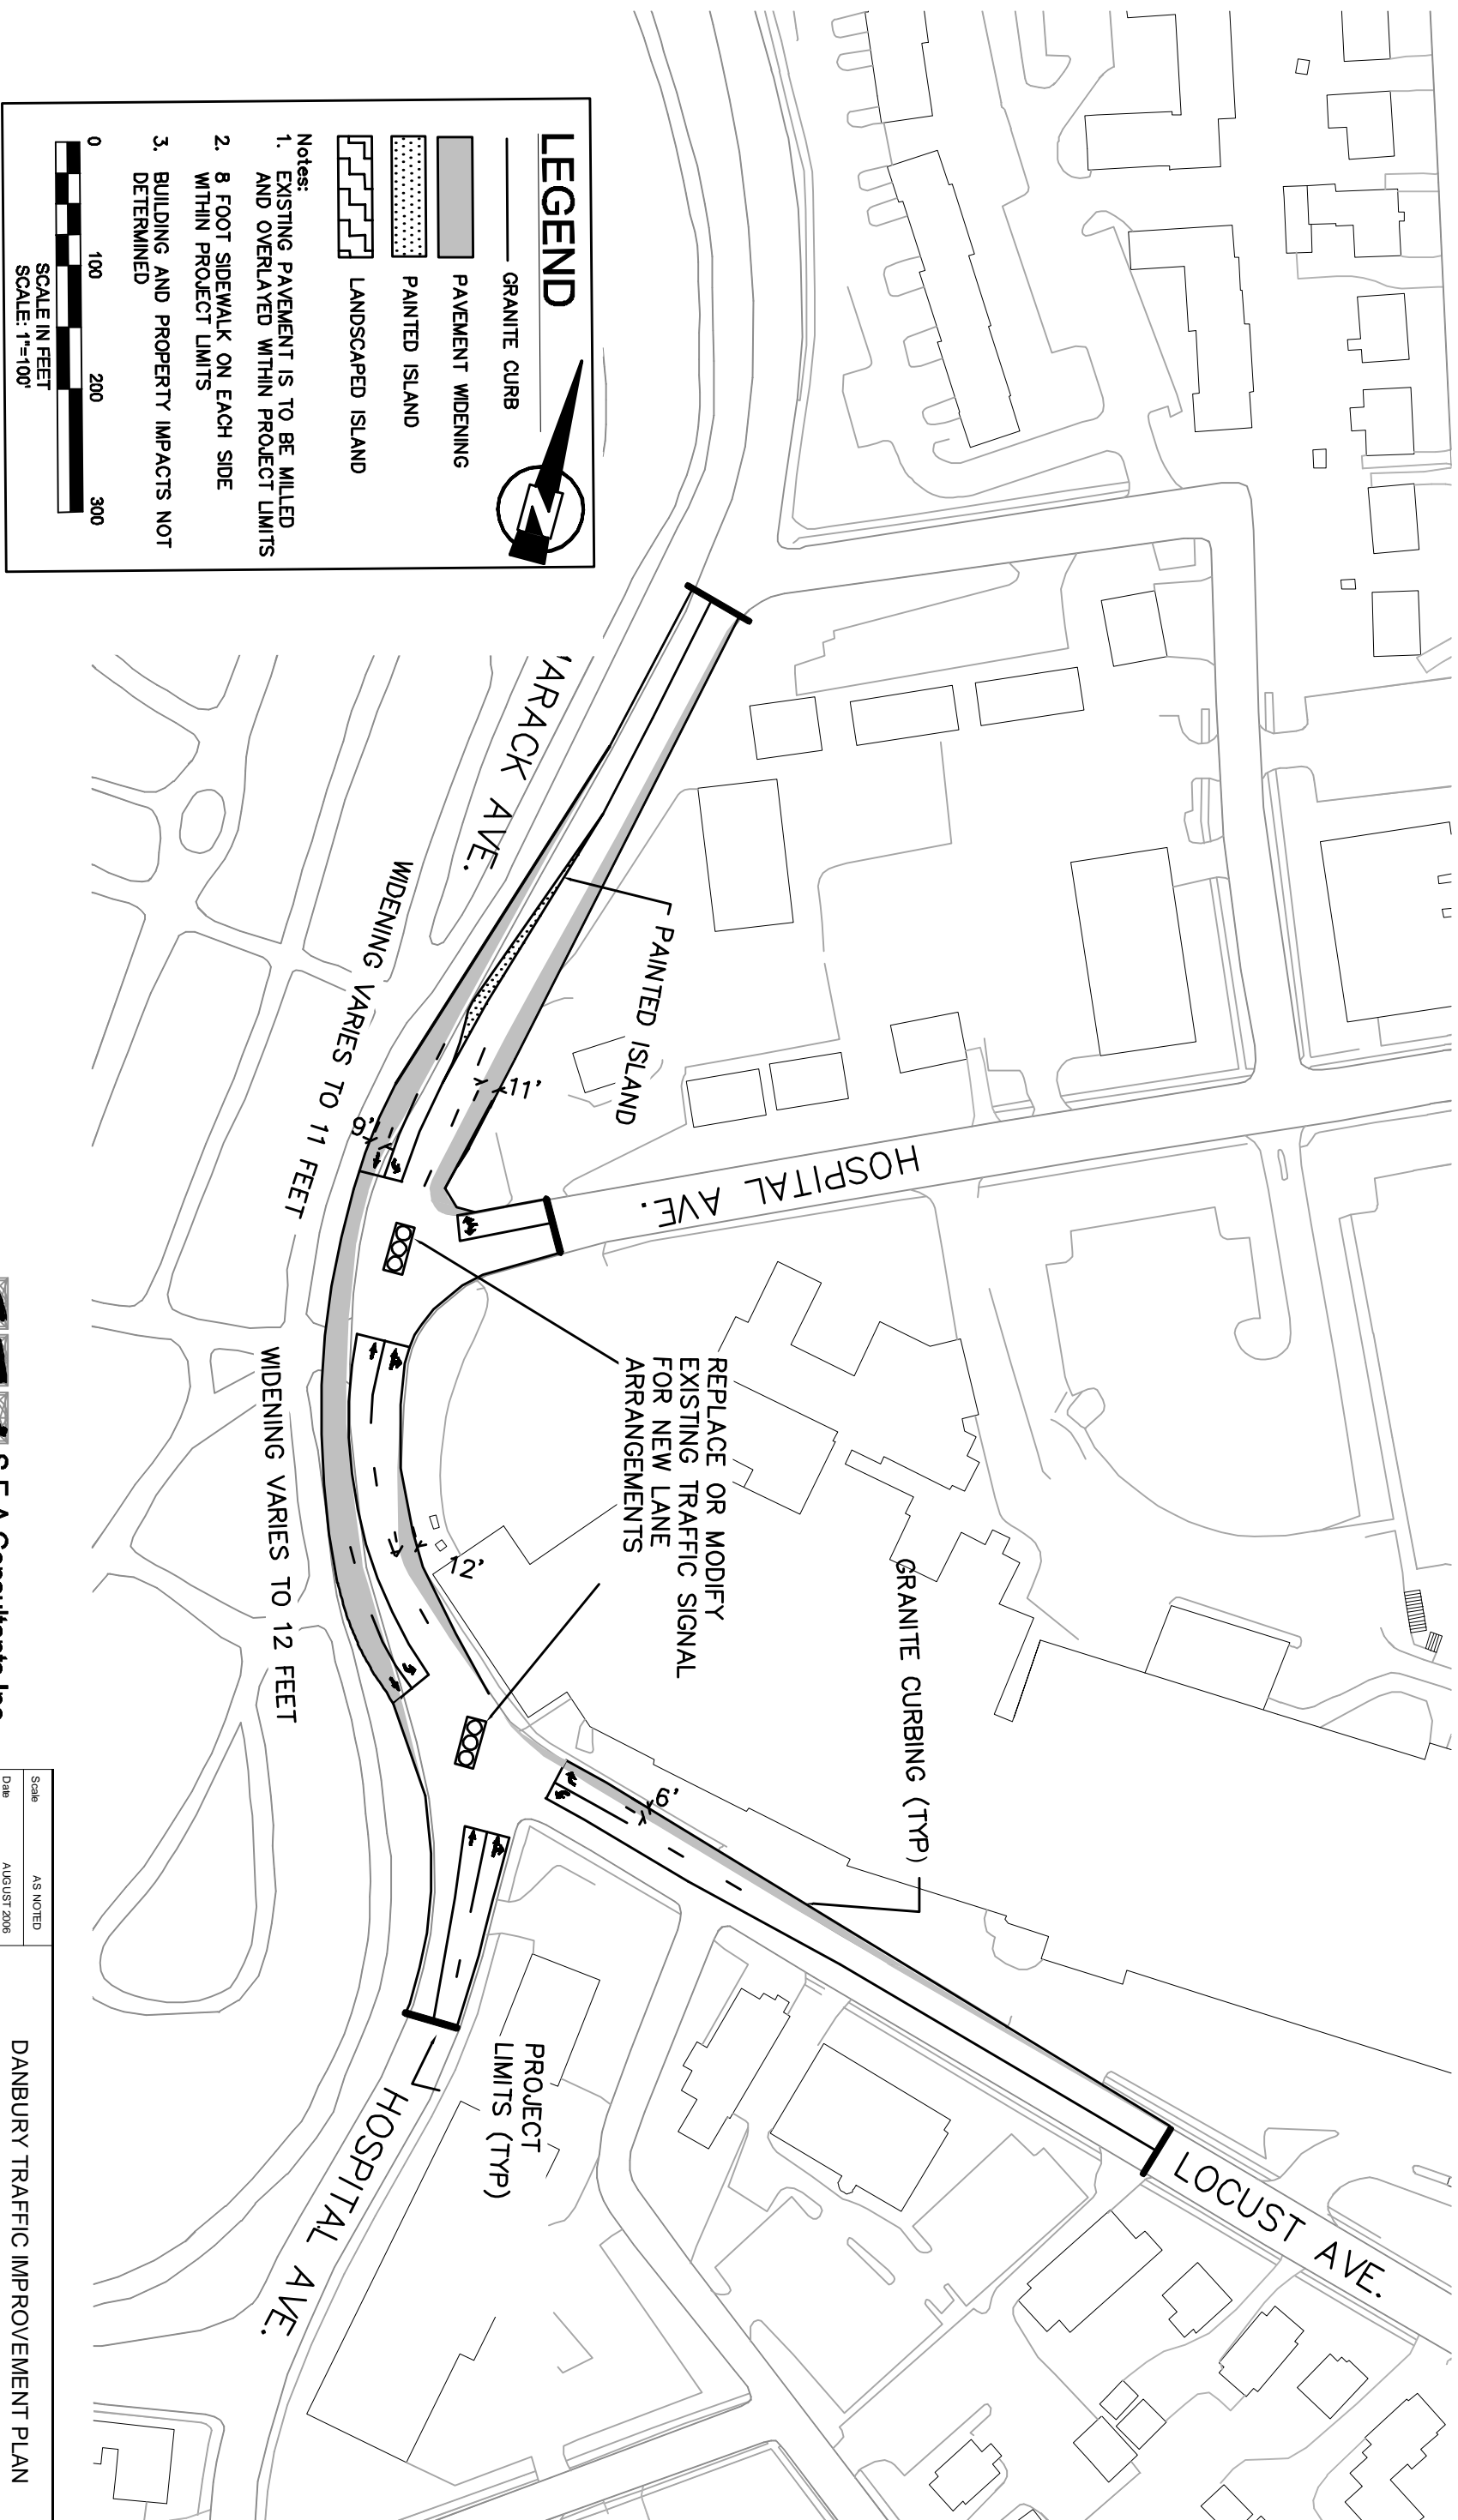 LEGEND
GRANITE CURB
PAVEMENT WIDENING
PAINTED ISLAND
LANDSCAPED ISLAND
N
Notes:
1. EXISTING PAVEMENT IS TO BE MILLED
AND OVERLAYED WITHIN PROJECT LIMITS
2. 8 FOOT SIDEWALK ON EACH SIDE
WITHIN PROJECT LIMITS
3. BUILDING AND PROPERTY IMPACTS NOT
DETERMINED
0 100 200 300
SCALE IN FEET
SCALE: 1"=100'
ARACK AVE.
WIDENING VARIES TO 11 FEET
PAINTED ISLAND
11'
9'
HOSPITAL AVE.
REPLACE OR MODIFY
EXISTING TRAFFIC SIGNAL
FOR NEW LANE
ARRANGEMENTS
WIDENING VARIES TO 12 FEET
12'
GRANITE CURBING (TYP)
6'
PROJECT
LIMITS (TYP)
HOSPITAL AVE.
LOCUST AVE.
S E A Consultants Inc.
Scale AS NOTED
Date AUGUST 2006
DANBURY TRAFFIC IMPROVEMENT PLAN